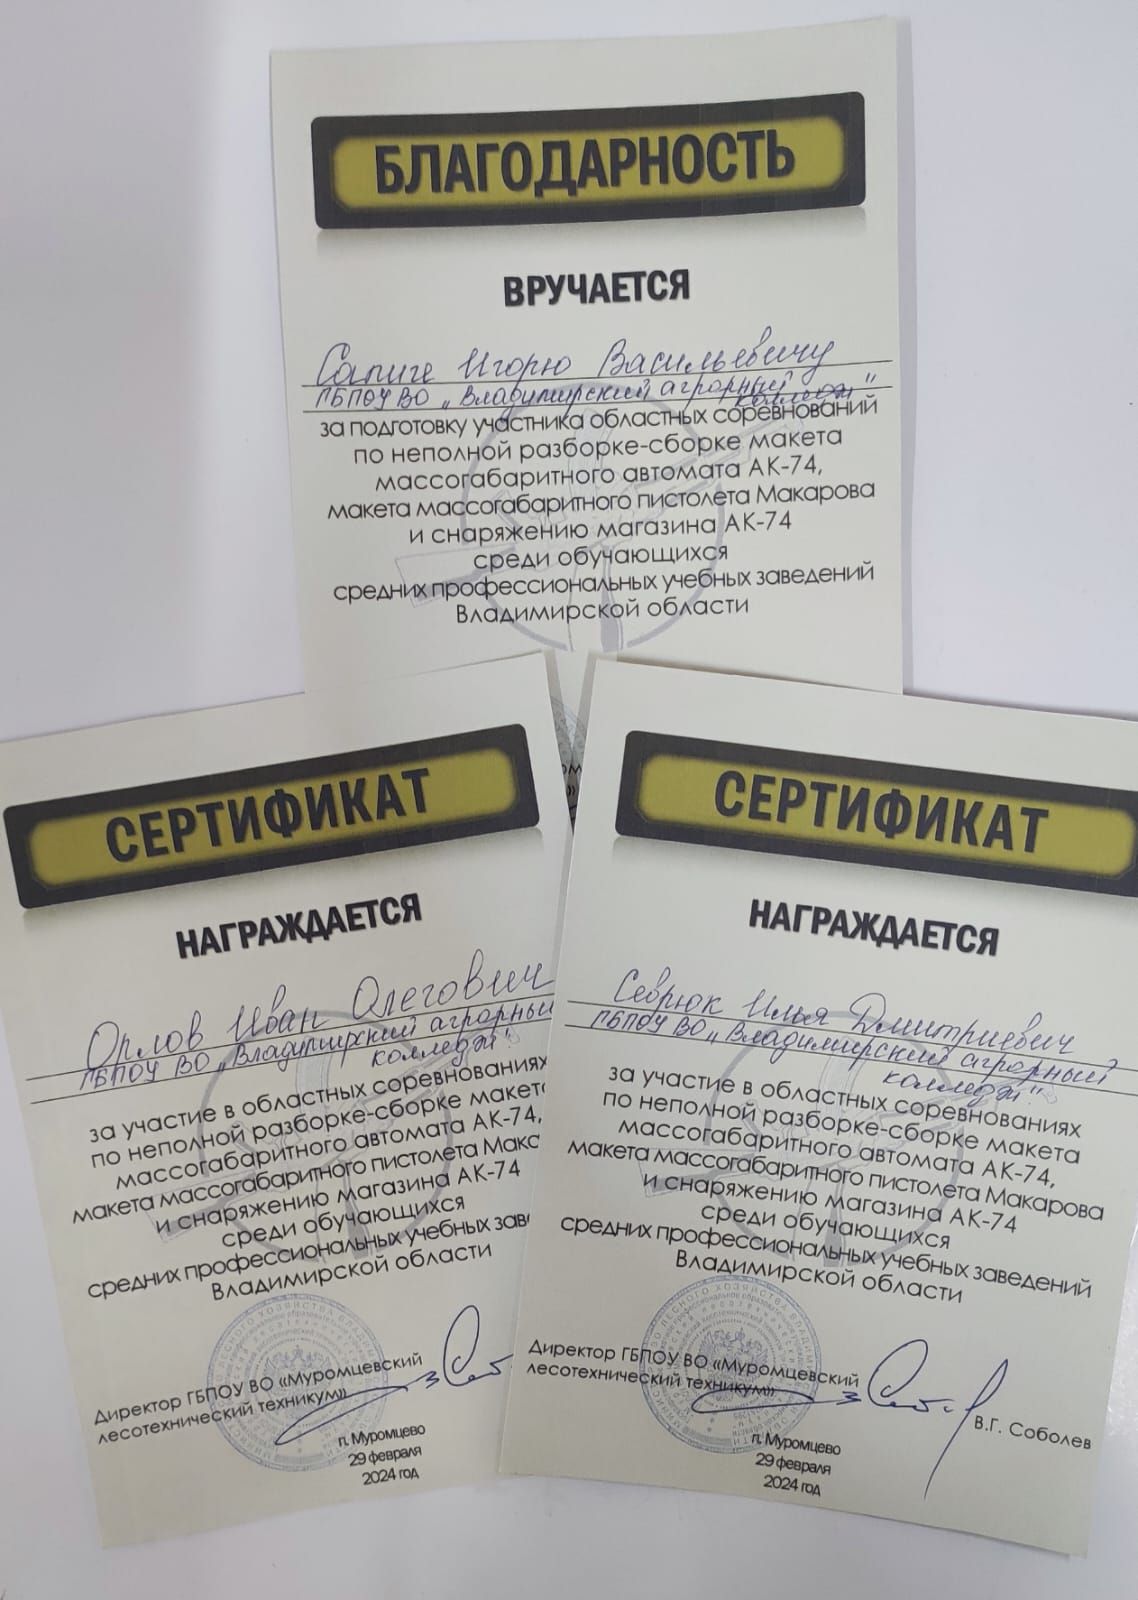 БЛАГОДАРНОСТЬ
ВРУЧАЕТСЯ
Сапиге Игорю Васильевичу
ГБПОУ ВО „Владимирский аграрный
колледж"
за подготовку участника областных соревнований
по неполной разборке-сборке макета
массогабаритного автомата АК-74,
макета массогабаритного пистолета Макарова
и снаряжению магазина АК-74
среди обучающихся
средних профессиональных учебных заведений
Владимирской области
СЕРТИФИКАТ
НАГРАЖДАЕТСЯ
Орлов Иван Олегович
ГБПОУ ВО „Владимирский аграрный
колледж"
за участие в областных соревнованиях
по неполной разборке-сборке макета
массогабаритного автомата АК-74,
макета массогабаритного пистолета Мака
и снаряжению магазина АК-74
среди обучающихся
средних профессиональных учебных заве
Владимирской области
Директор ГБПОУ ВО «Муромцевский
лесотехнический техникум»
п. Муромцево
29 февраля
2024 год
СЕРТИФИКАТ
НАГРАЖДАЕТСЯ
Севрюк Илья Дмитриевич
ГБПОУ ВО „Владимирский аграрный
колледж"
за участие в областных соревнованиях
по неполной разборке-сборке макета
массогабаритного автомата АК-74,
макета массогабаритного пистолета Макарова
и снаряжению магазина АК-74
среди обучающихся
средних профессиональных учебных заведений
Владимирской области
Директор ГБПОУ ВО «Муромцевский
лесотехнический техникум»
В.Г. Соболев
п. Муромцево
29 февраля
2024 год